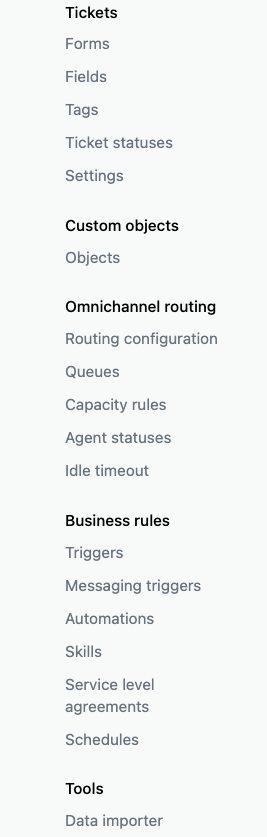 Tickets
Forms
Fields
Tags
Ticket statuses
Settings
Custom objects
Objects
Omnichannel routing
Routing configuration
Queues
Capacity rules
Agent statuses
Idle timeout
Business rules
Triggers
Messaging triggers
Automations
Skills
Service level
agreements
Schedules
Tools
Data importer